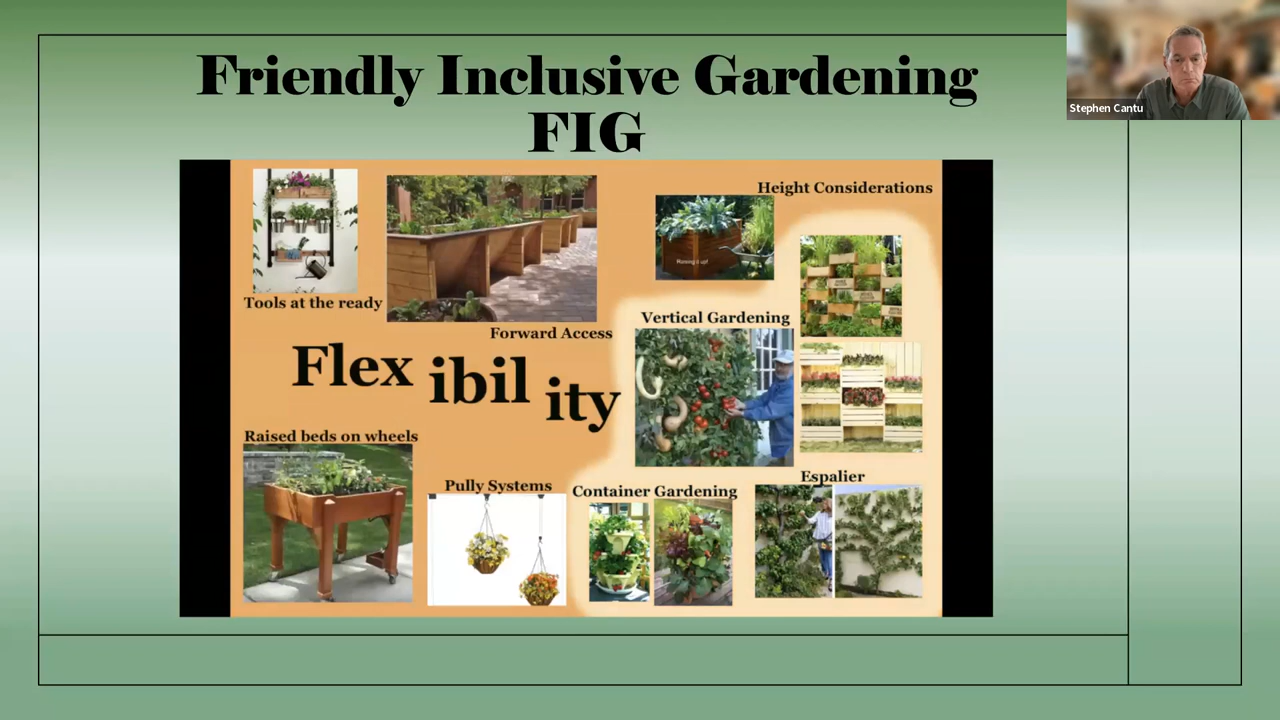 Friendly Inclusive Gardening
FIG
Stephen Cantu
Height Considerations
Tools at the ready
Forward Access
Vertical Gardening
Flex ibil ity
Raised beds on wheels
Pully Systems
Container Gardening
Espalier